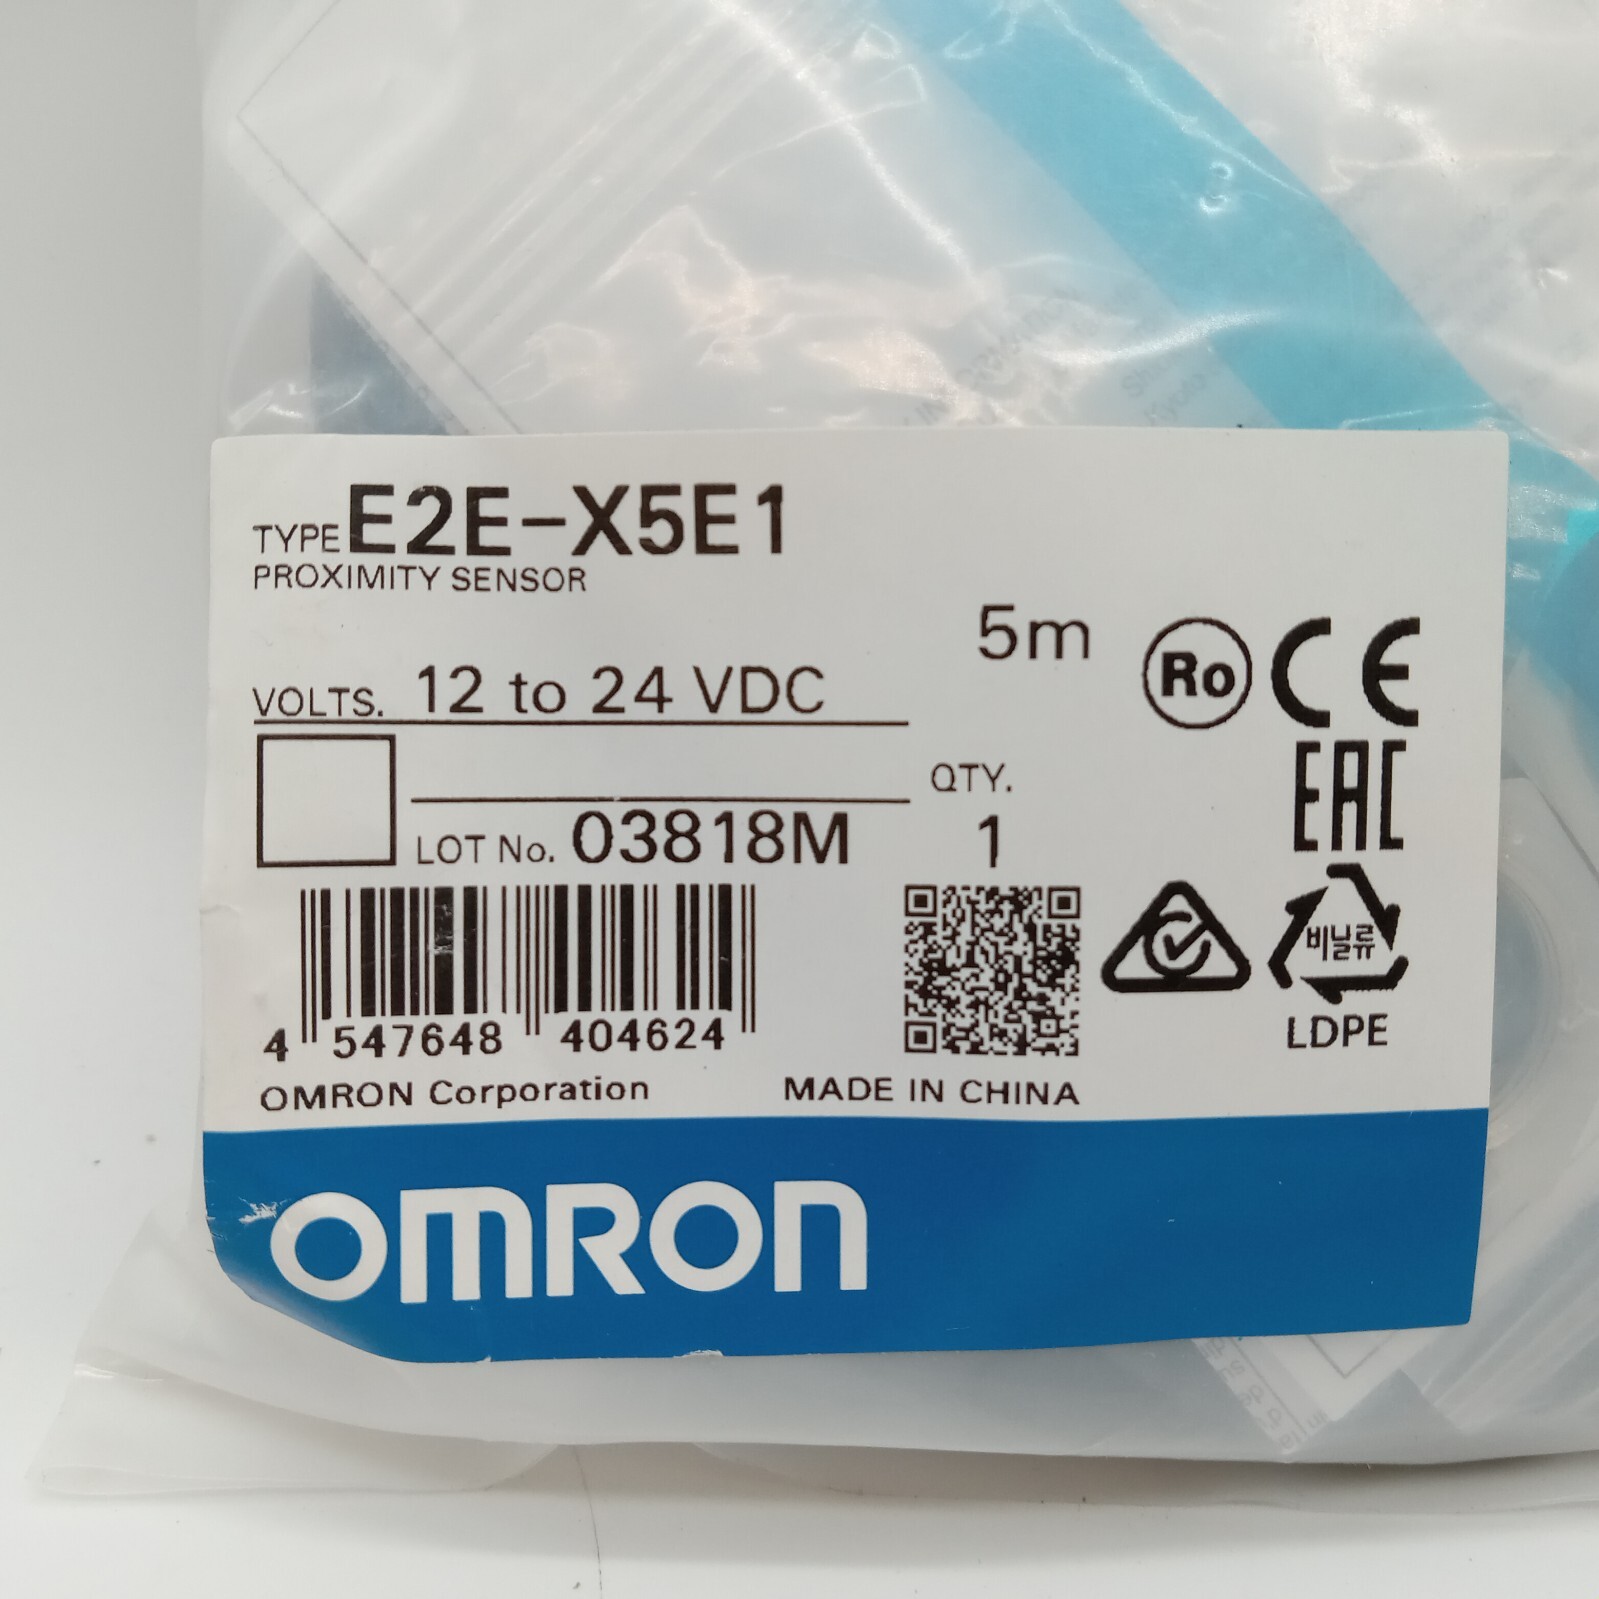 TYPE E2E-X5E1
PROXIMITY SENSOR
5m
VOLTS. 12 to 24 VDC
Ro CE
EAC
QTY.
1
LOT No. 03818M
4 547648 404624
비닐류
LDPE
OMRON Corporation MADE IN CHINA
OMRON